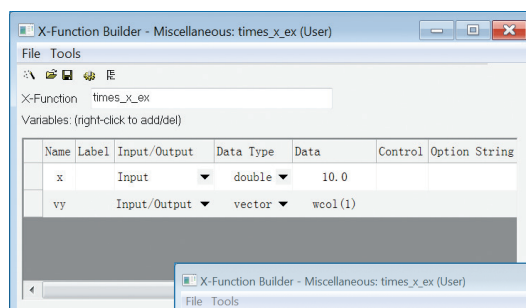 X-Function Builder - Miscellaneous: times_x_ex (User)
File Tools
X-Function times_x_ex
Variables: (right-click to add/del)
Name Label Input/Output Data Type Data Control Option String
x Input double 10.0
vy Input/Output vector wcol(1)
X-Function Builder - Miscellaneous: times_x_ex (User)
File Tools